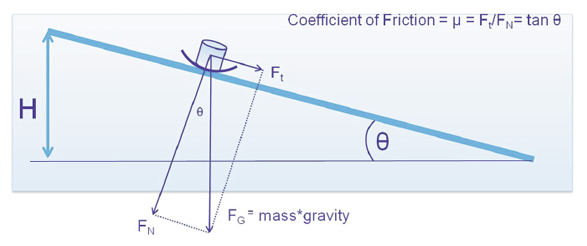 Coefficient of Friction = μ = Ft/FN= tan θ
Ft
H
θ
θ
FG = mass*gravity
FN